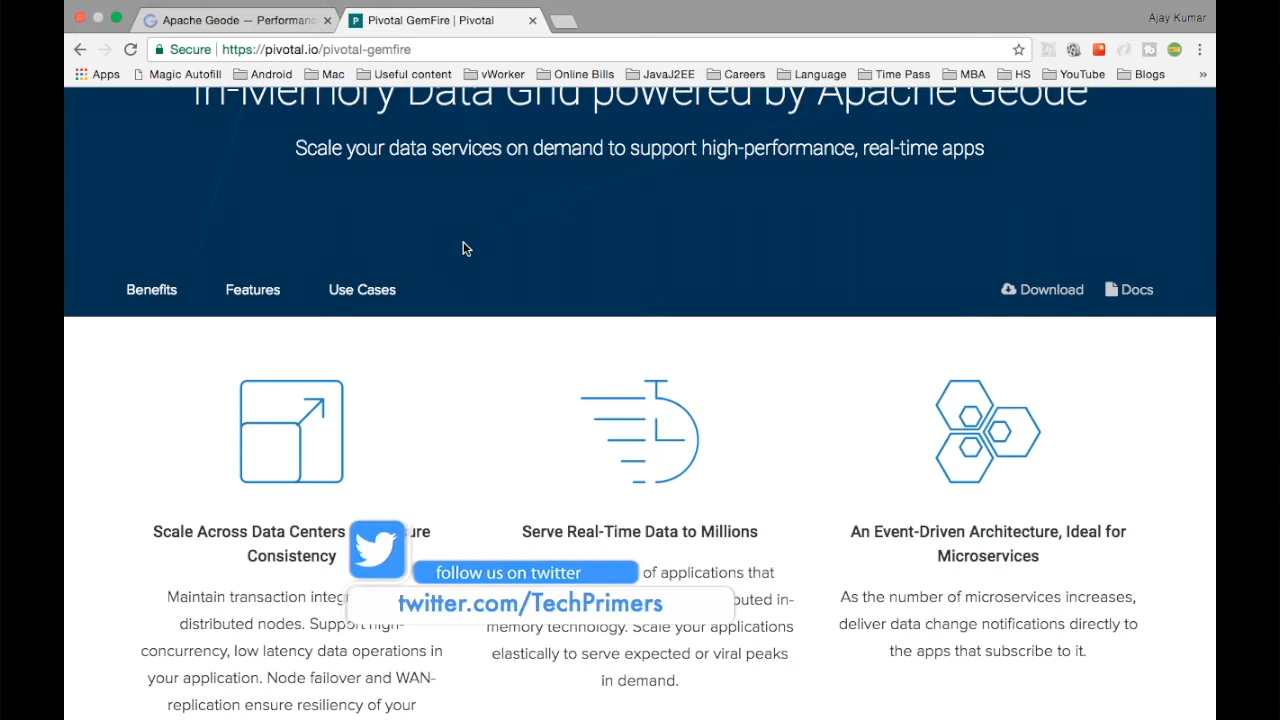 Apache Geode — Performanc
Pivotal GemFire | Pivotal
Ajay Kumar
Secure https://pivotal.io/pivotal-gemfire
Apps Magic Autofill Android Mac Useful content vWorker Online Bills JavaJ2EE Careers Language Time Pass MBA HS YouTube Blogs »
In-Memory Data Grid powered by Apache Geode
Scale your data services on demand to support high-performance, real-time apps
Benefits Features Use Cases Download Docs
Scale Across Data Centers
Consistency
Maintain transaction
distributed nodes. Support high-
concurrency, low latency data operations in
your application. Node failover and WAN-
replication ensure resiliency of your
Serve Real-Time Data to Millions
of applications that
in-
memory technology. Scale your applications
elastically to serve expected or viral peaks
in demand.
An Event-Driven Architecture, Ideal for
Microservices
As the number of microservices increases,
deliver data change notifications directly to
the apps that subscribe to it.
follow us on twitter
twitter.com/TechPrimers